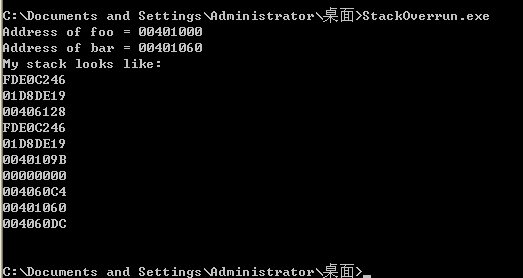 C:\Documents and Settings\Administrator\桌面>StackOverrun.exe
Address of foo = 00401000
Address of bar = 00401060
My stack looks like:
FDE0C246
01D8DE19
00406128
FDE0C246
01D8DE19
0040109B
00000000
004060C4
00401060
004060DC
C:\Documents and Settings\Administrator\桌面>_